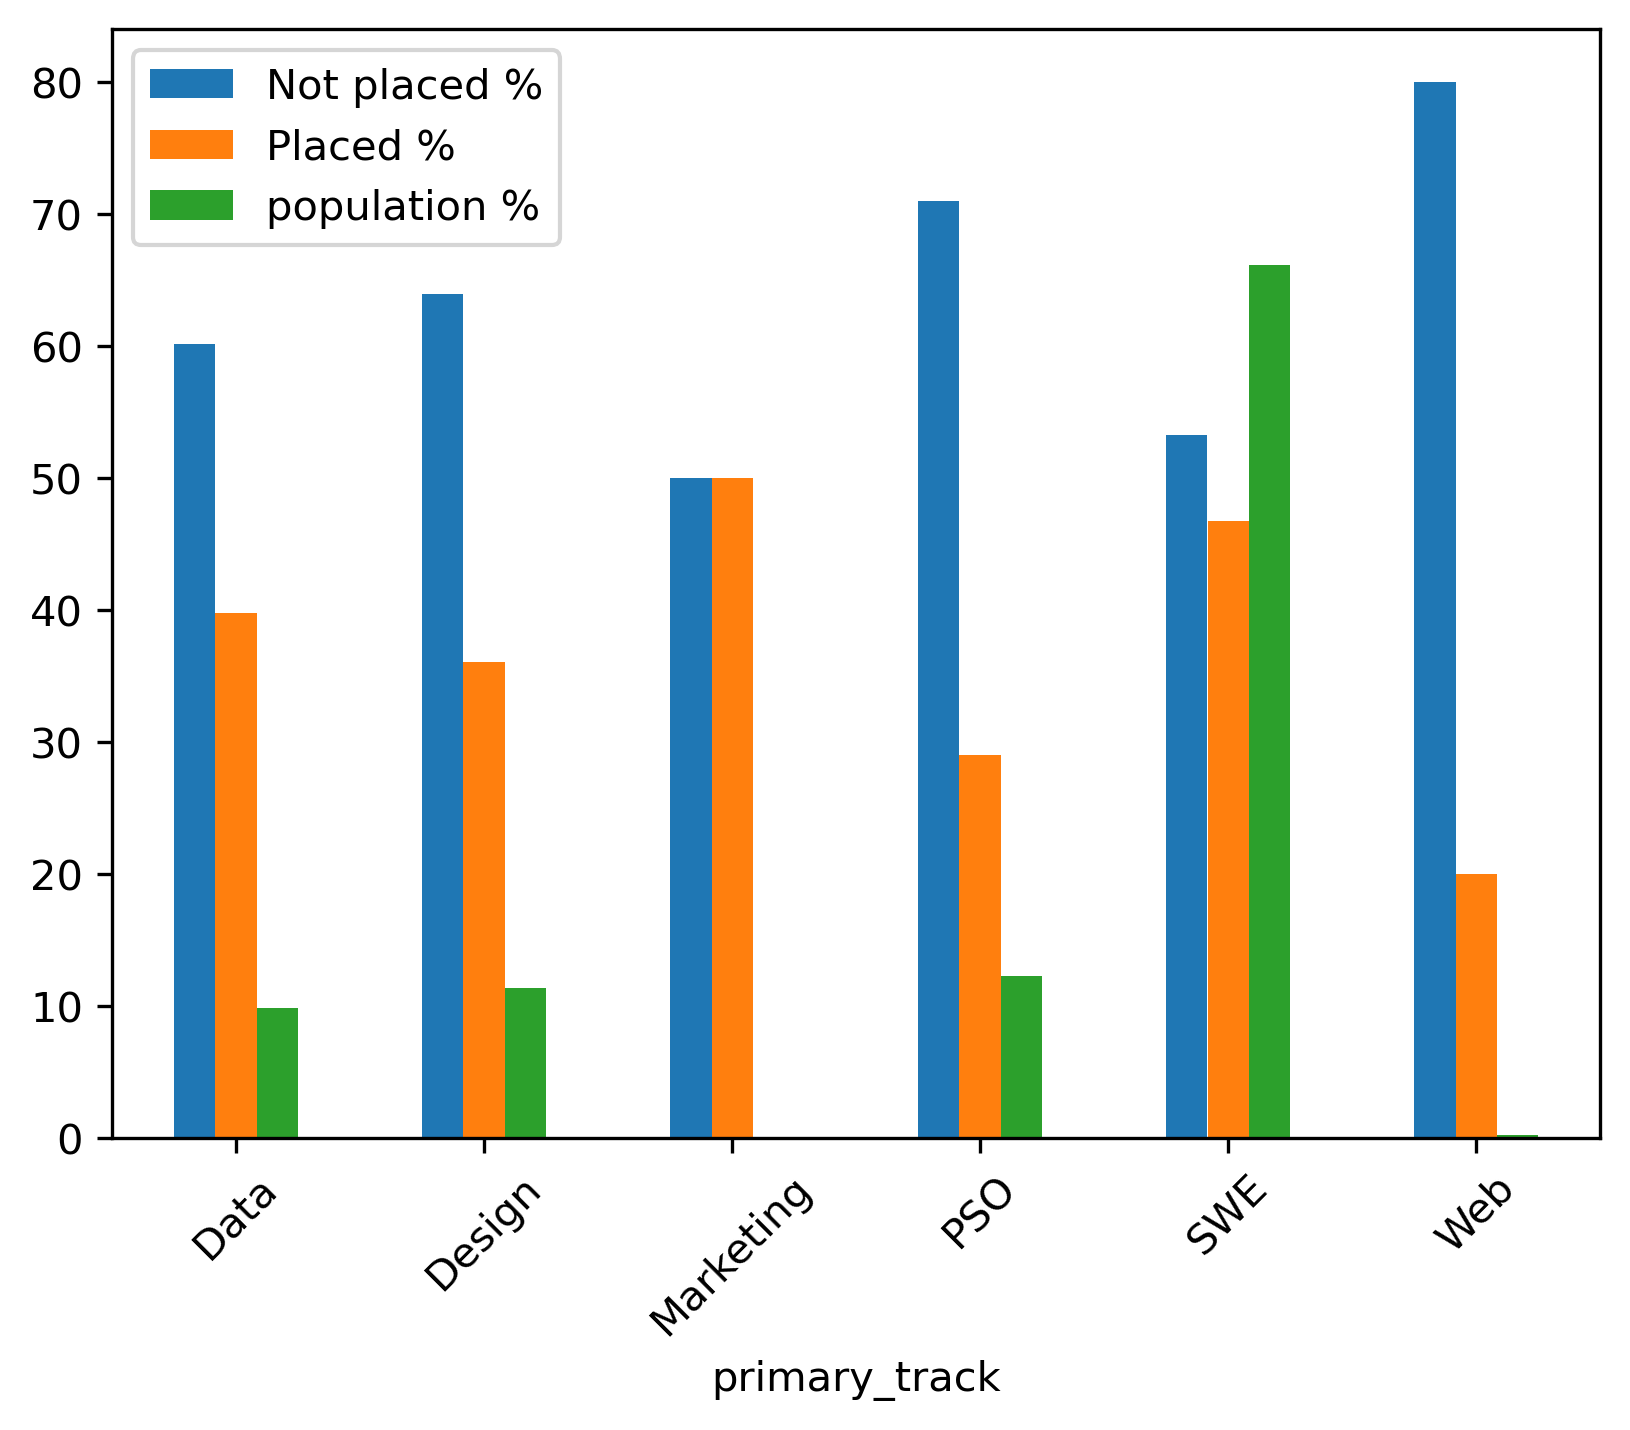 Not placed %
Placed %
population %
80
70
60
50
40
30
20
10
0
Data
Design
Marketing
PSO
SWE
Web
primary_track